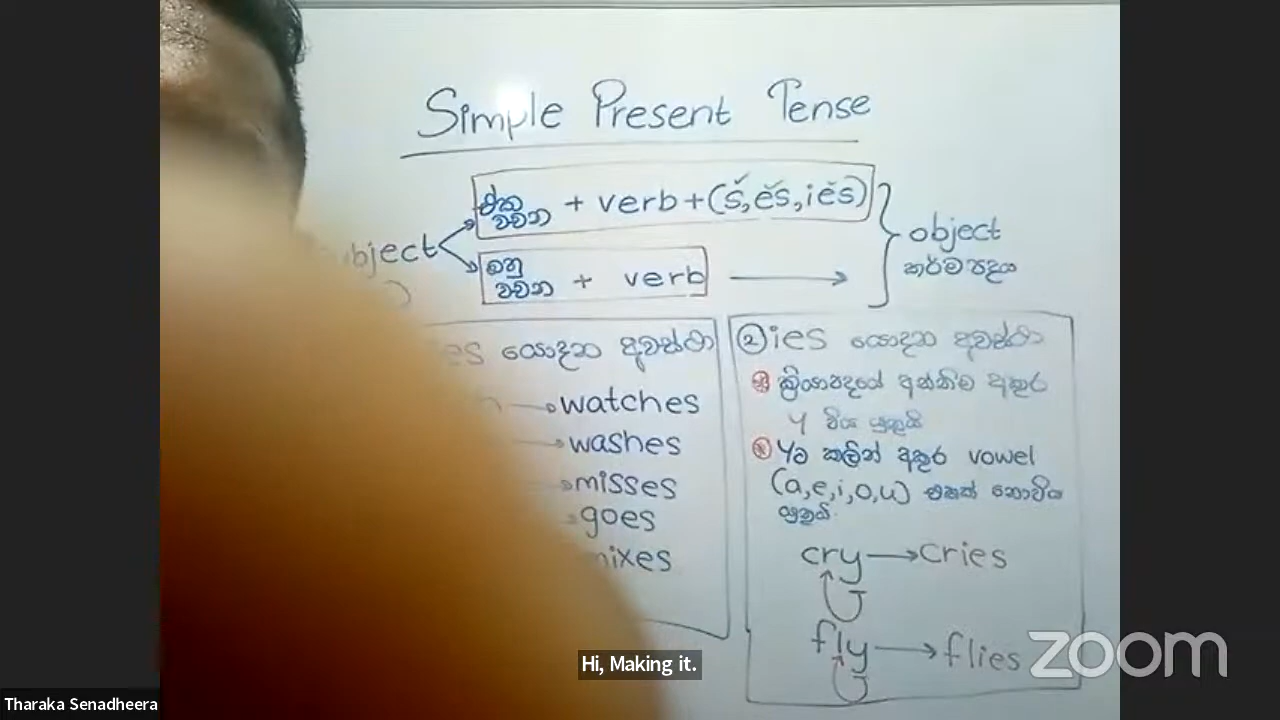 Simple Present Tense
ඒක
වචන + verb + (s, es, ies)
බහු
වචන + verb
object
කර්මපදය
es යොදන අවස්ථා
watches
washes
misses
goes
mixes
② ies යොදන අවස්ථා
ක්‍රියාපදයේ අන්තිම අකුර
y විය යුතුයි
y ට කලින් අකුර vowel
(a, e, i, o, u) එකක් නොවිය
යුතුයි.
cry → cries
fly → flies
Hi, Making it.
zoom
Tharaka Senadheera